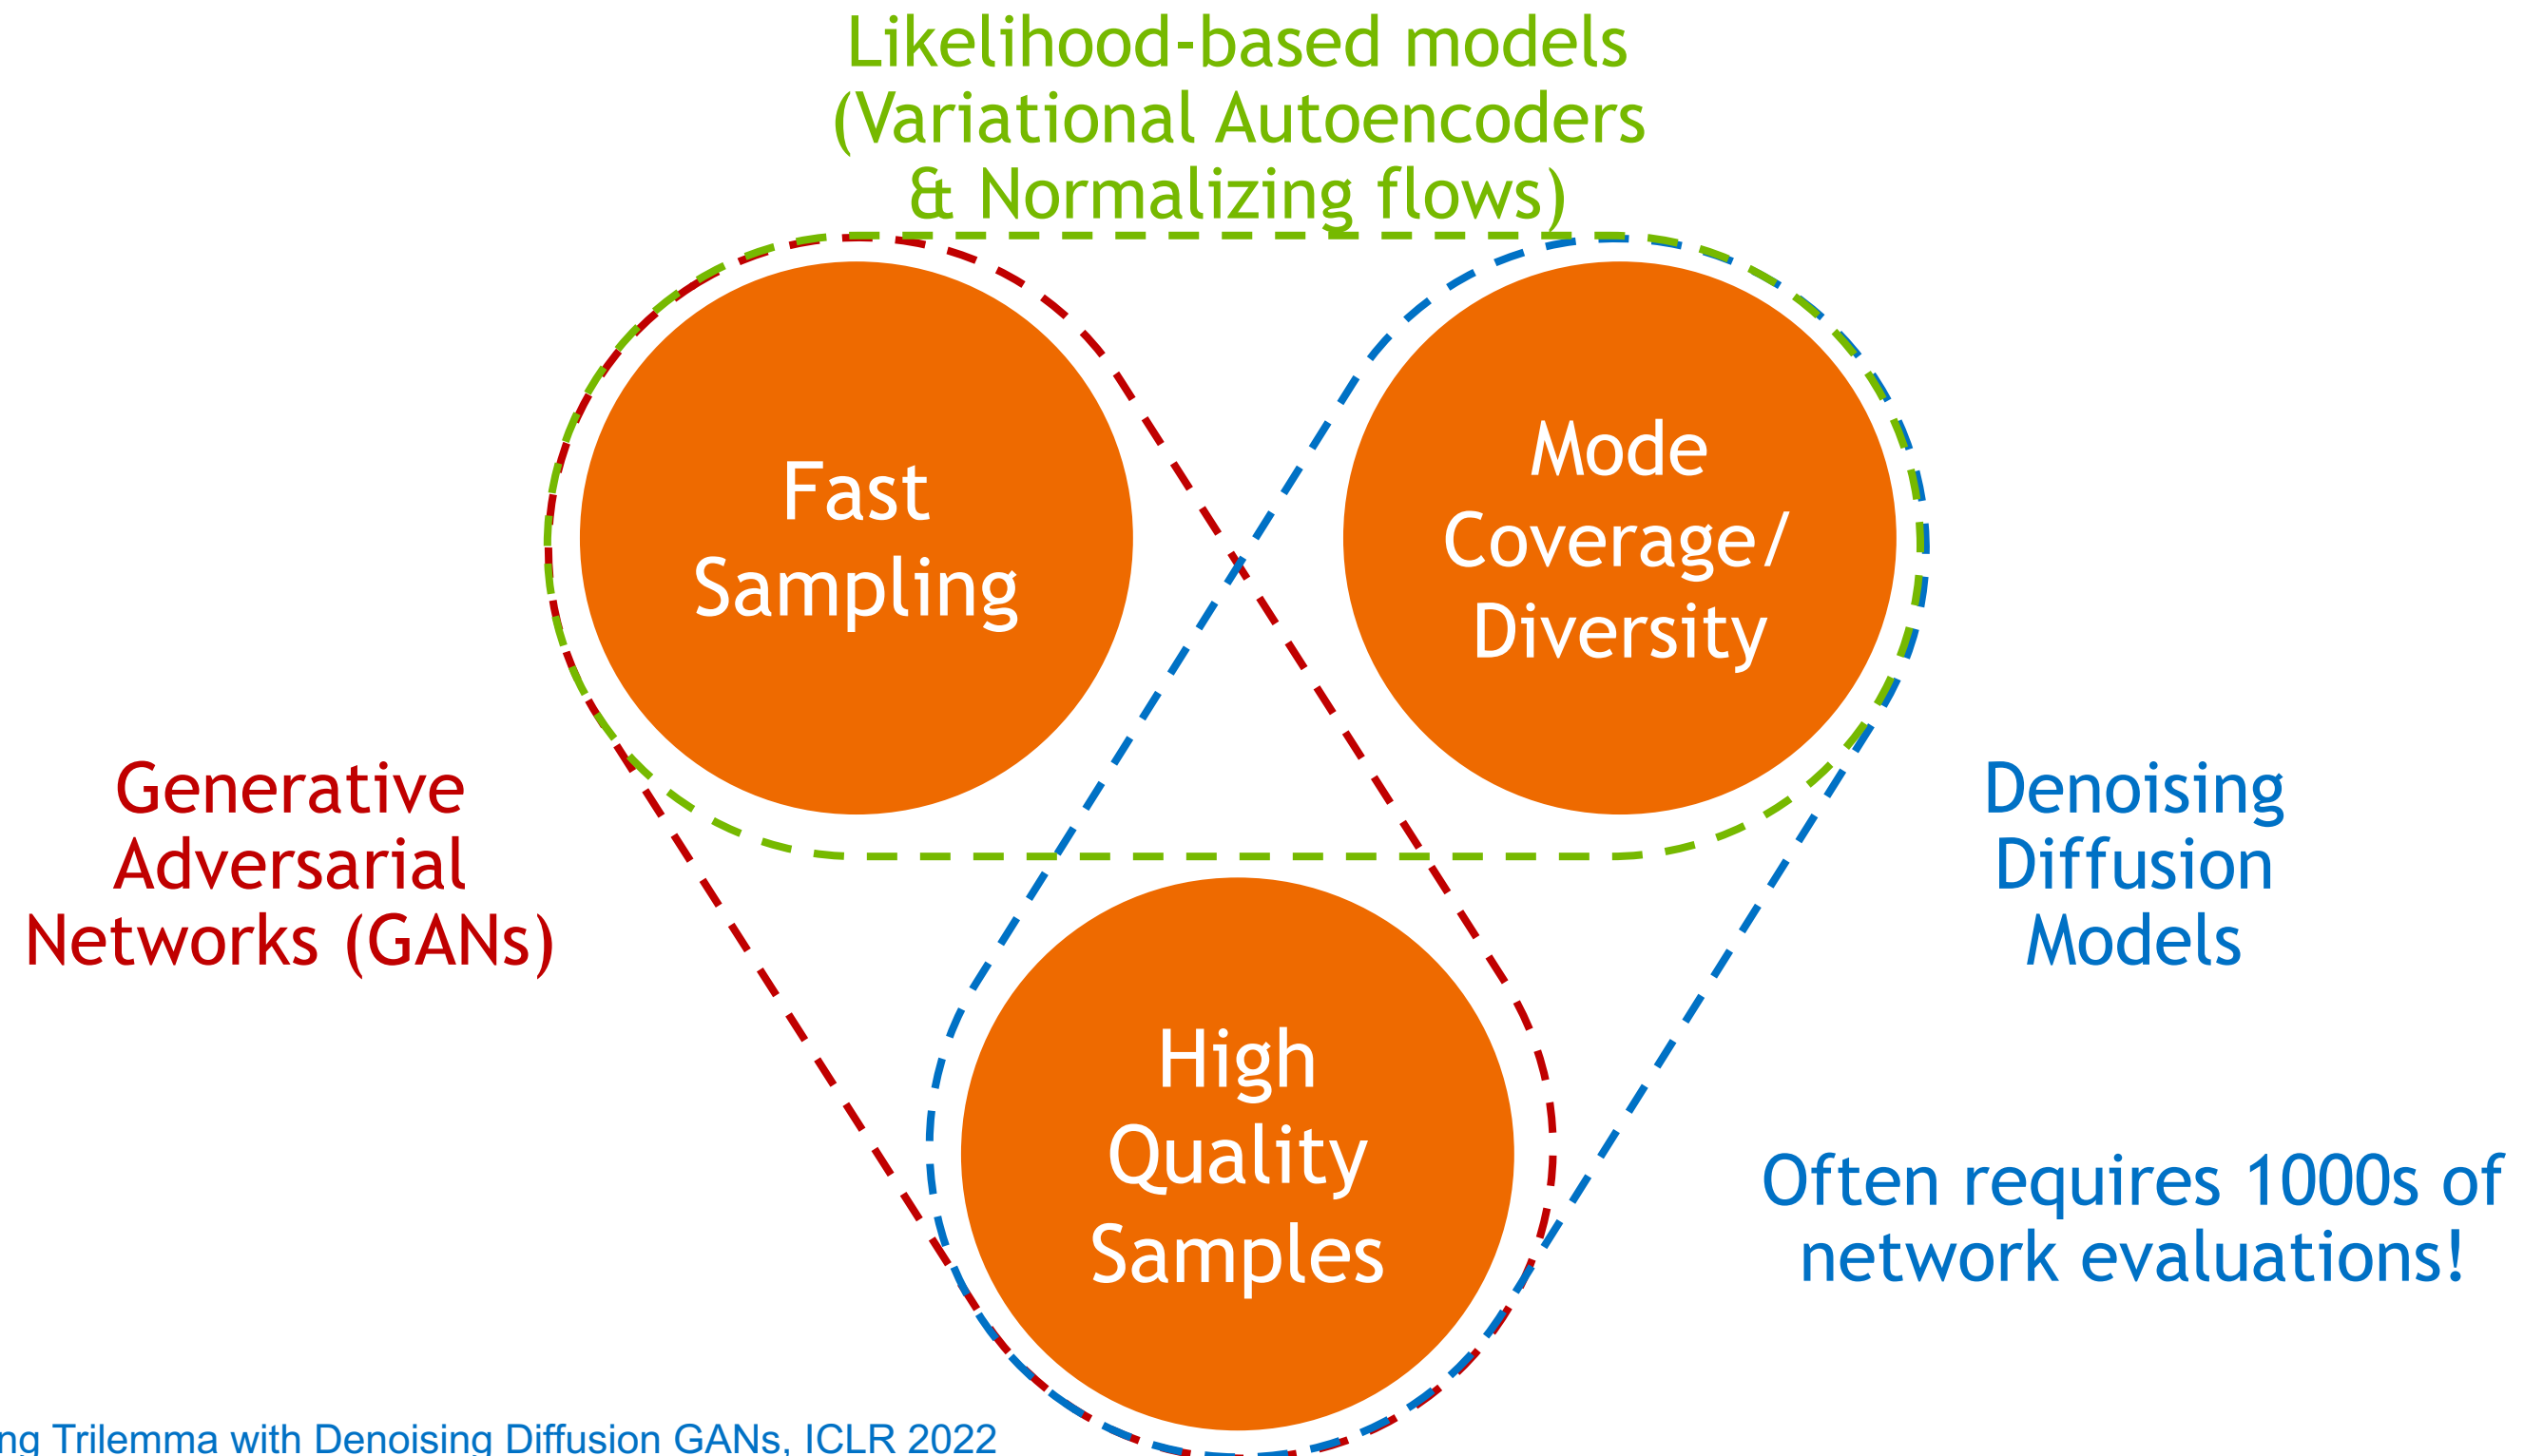 Likelihood-based models
(Variational Autoencoders
& Normalizing flows)
Fast
Sampling
Mode
Coverage/
Diversity
Generative
Adversarial
Networks (GANs)
Denoising
Diffusion
Models
High
Quality
Samples
Often requires 1000s of
network evaluations!
Trilemma with Denoising Diffusion GANs, ICLR 2022